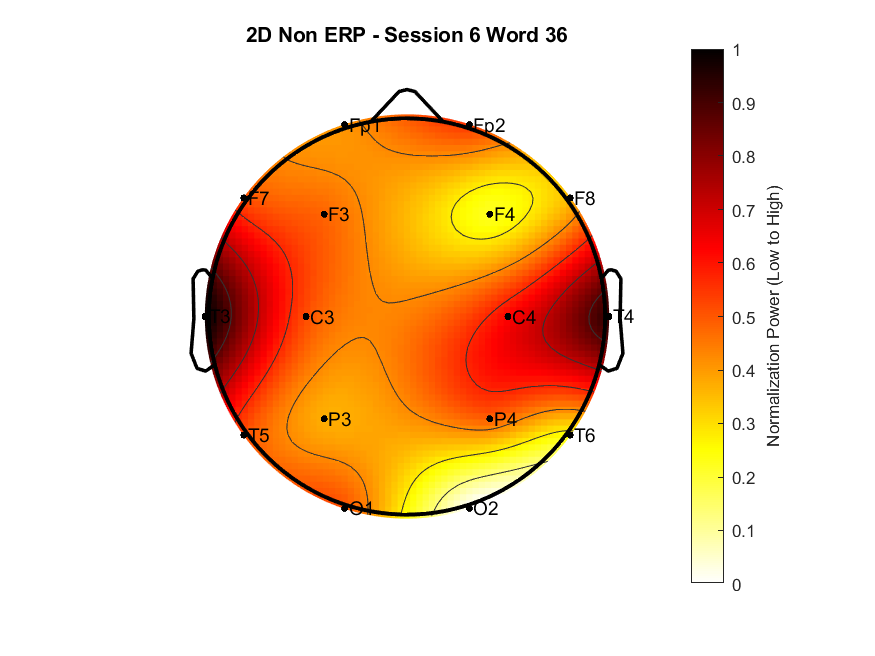 2D Non ERP - Session 6 Word 36
Fp1 Fp2
F7 F8
F3 F4
T3 C3 C4 T4
P3 P4
T5 T6
O1 O2
1
0.9
0.8
0.7
0.6
0.5
0.4
0.3
0.2
0.1
0
Normalization Power (Low to High)